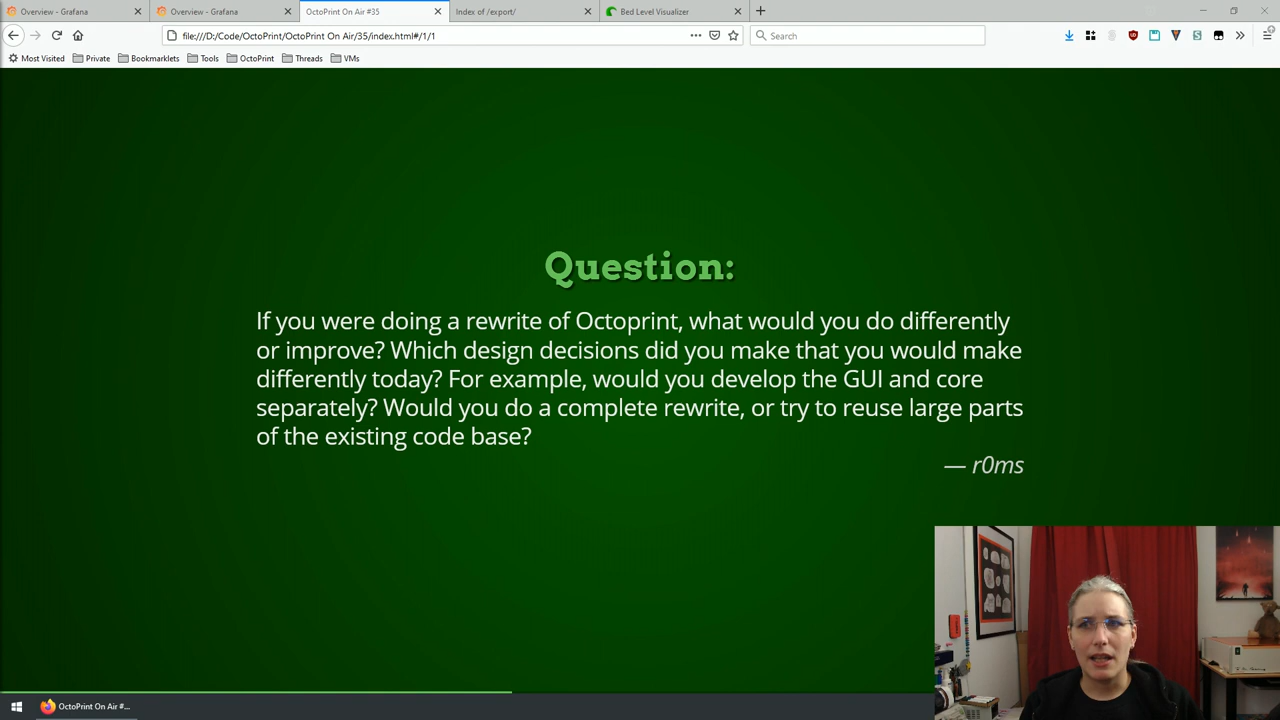 Overview - Grafana
Overview - Grafana
OctoPrint On Air #35
Index of /export/
Bed Level Visualizer
file:///D:/Code/OctoPrint/OctoPrint On Air/35/index.html#/1/1
Search
Most Visited
Private
Bookmarklets
Tools
OctoPrint
Threads
VMs
Question:
If you were doing a rewrite of Octoprint, what would you do differently
or improve? Which design decisions did you make that you would make
differently today? For example, would you develop the GUI and core
separately? Would you do a complete rewrite, or try to reuse large parts
of the existing code base?
— r0ms
OctoPrint On Air #...